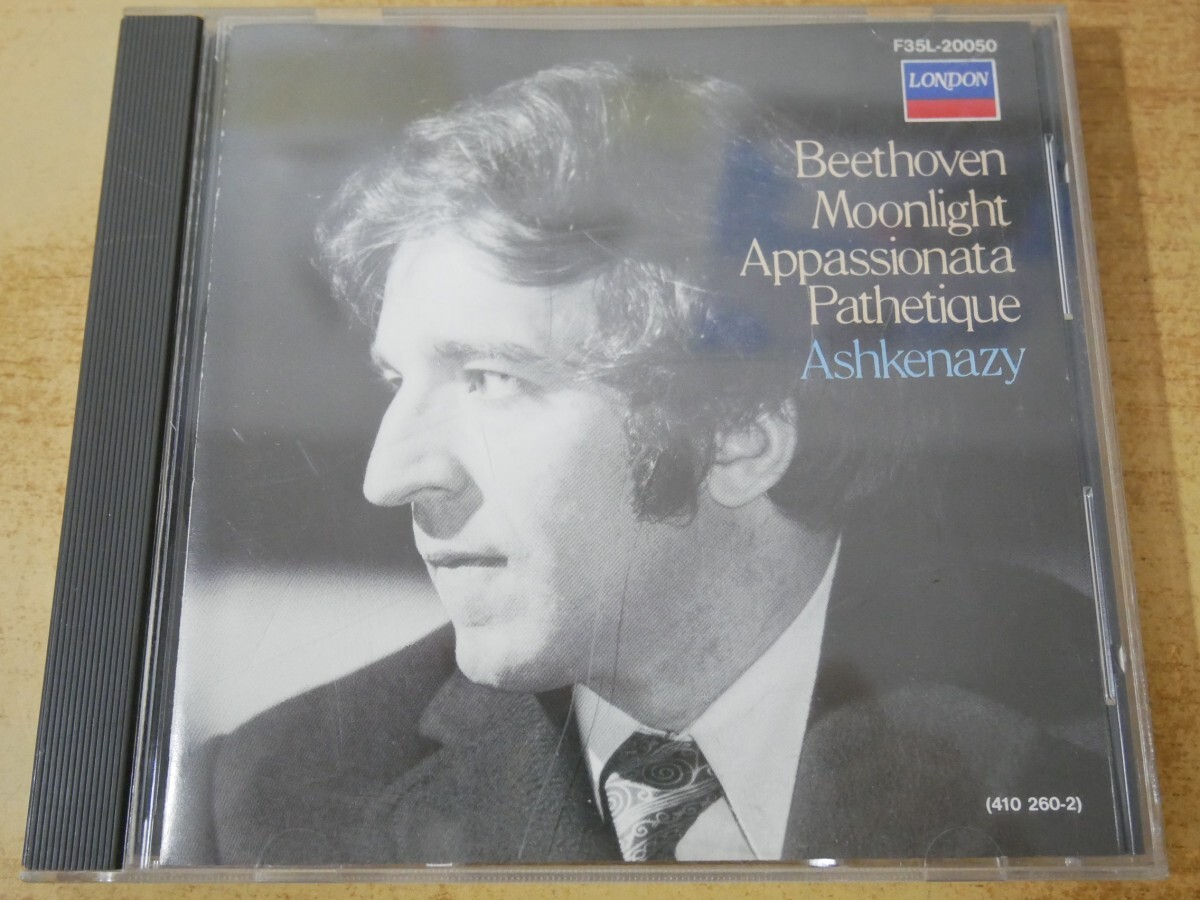 F35L-20050
LONDON
Beethoven
Moonlight
Appassionata
Pathetique
Ashkenazy
(410 260-2)